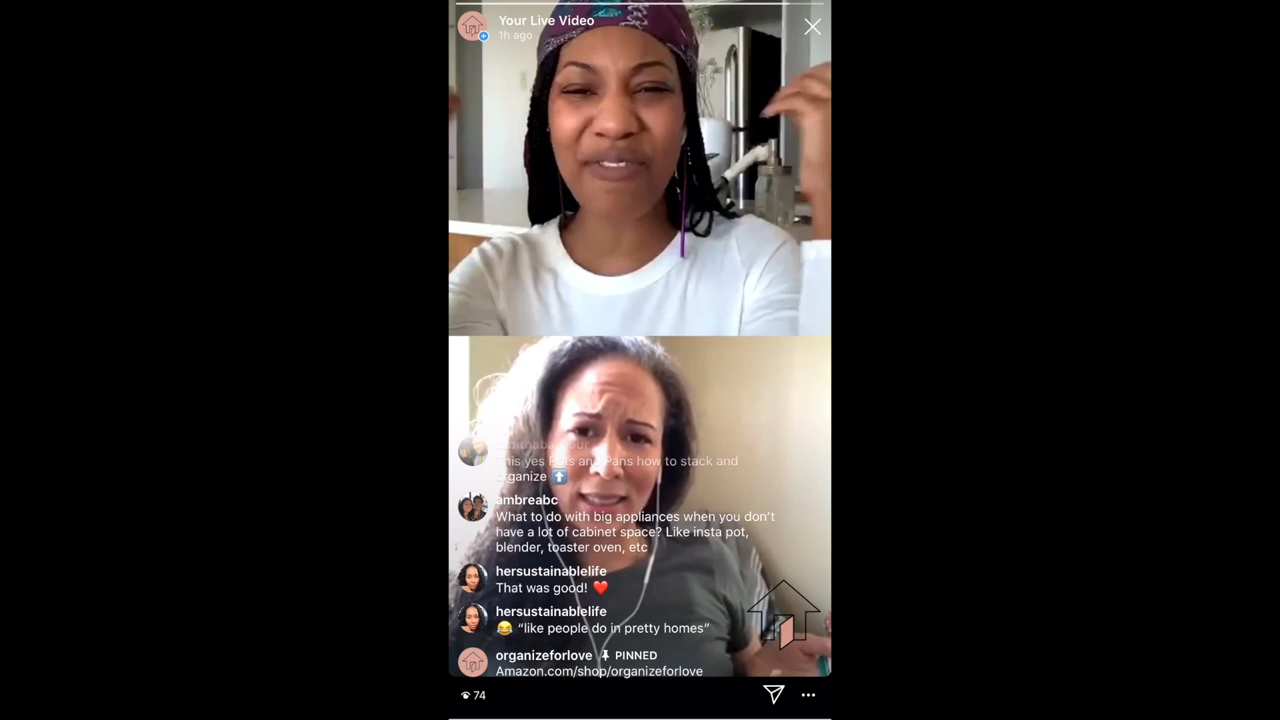 Your Live Video
1h ago
This yes Pots and Pans how to stack and
organize ⬆️
ambreabc
What to do with big appliances when you don't
have a lot of cabinet space? Like insta pot,
blender, toaster oven, etc
hersustainablelife
That was good! ❤️
hersustainablelife
😂 “like people do in pretty homes”
organizeforlove 📌 PINNED
Amazon.com/shop/organizeforlove
74